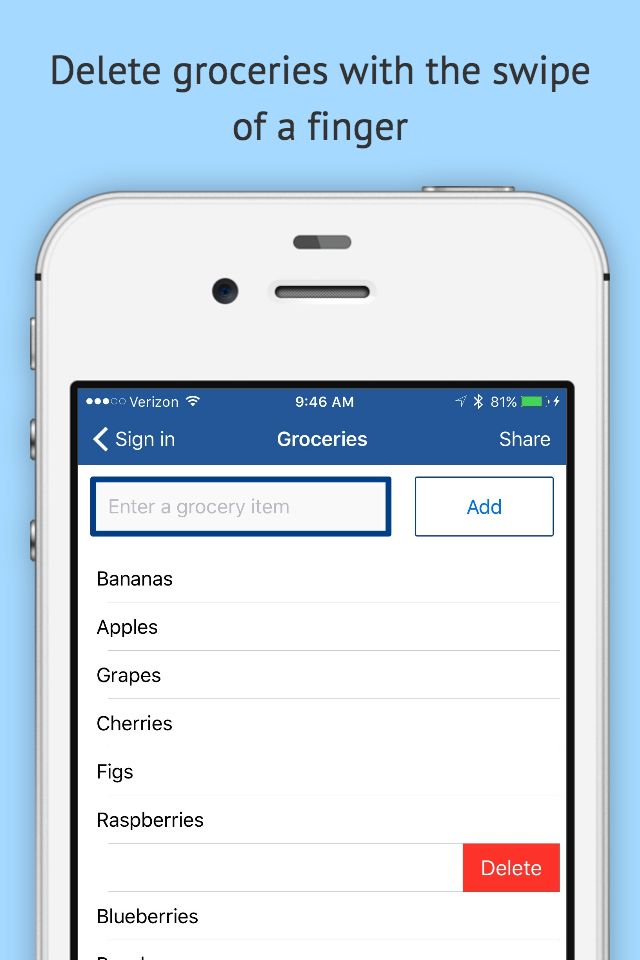 Delete groceries with the swipe
of a finger
Verizon 9:46 AM 81%
Sign in Groceries Share
Enter a grocery item Add
Bananas
Apples
Grapes
Cherries
Figs
Raspberries
Delete
Blueberries